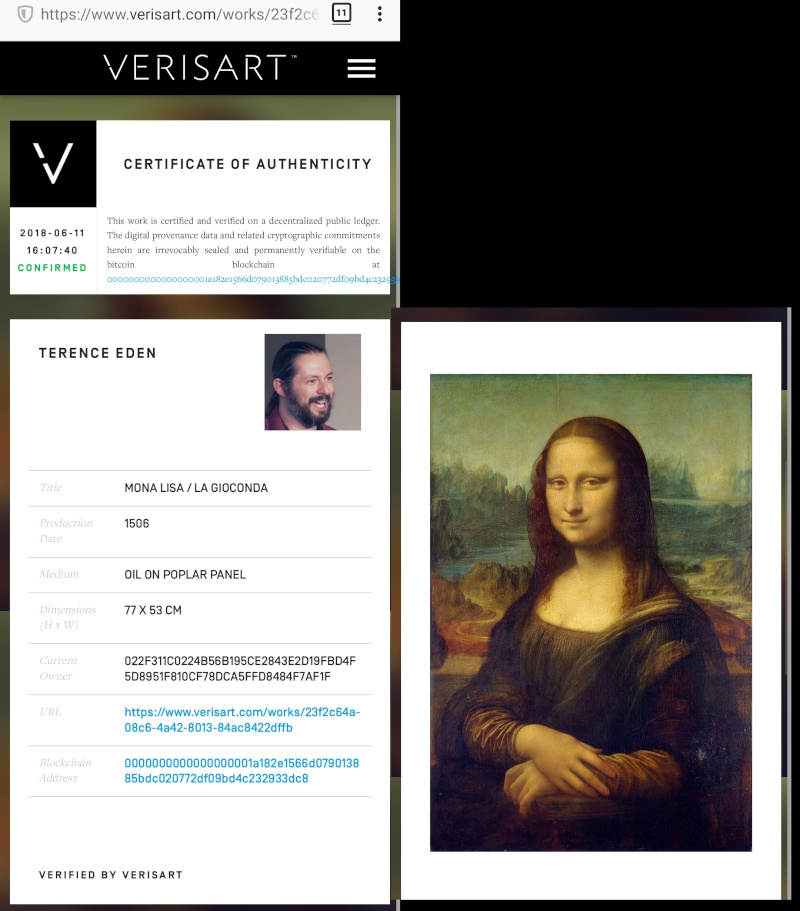 https://www.verisart.com/works/23f2c6
11
VERISART™
CERTIFICATE OF AUTHENTICITY
2018-06-11
16:07:40
CONFIRMED
This work is certified and verified on a decentralized public ledger.
The digital provenance data and related cryptographic commitments
herein are irrevocably sealed and permanently verifiable on the
bitcoin blockchain at
TERENCE EDEN
Title MONA LISA / LA GIOCONDA
Production 1506
Date
Medium OIL ON POPLAR PANEL
Dimensions 77 X 53 CM
(H x W)
Current 022F311C0224B56B195CE2843E2D19FBD4F
Owner 5D8951F810CF78DCA5FFD8484F7AF1F
URL https://www.verisart.com/works/23f2c64a-
08c6-4a42-8013-84ac8422dffb
Blockchain 0000000000000000001a182e1566d0790138
Address 85bdc020772df09bd4c232933dc8
VERIFIED BY VERISART